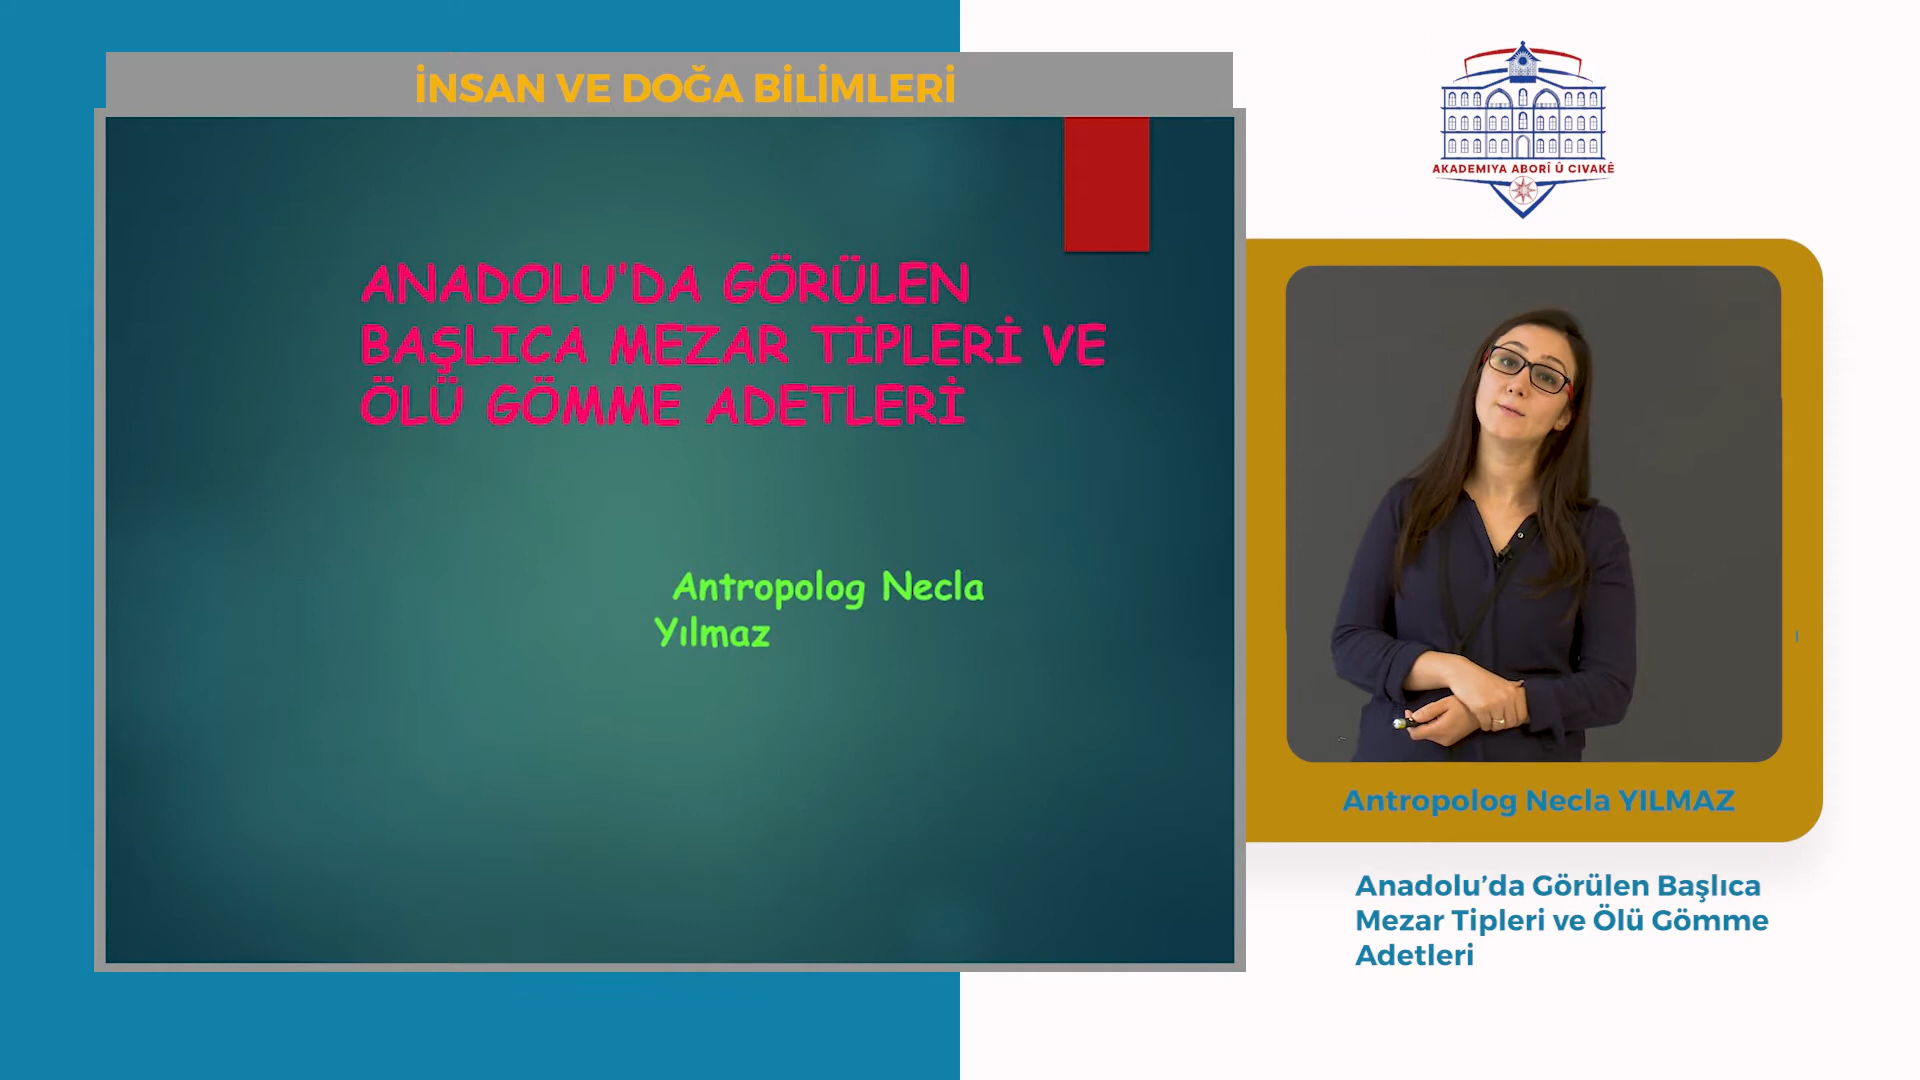 İNSAN VE DOĞA BİLİMLERİ
ANADOLU'DA GÖRÜLEN
BAŞLICA MEZAR TİPLERİ VE
ÖLÜ GÖMME ADETLERİ
Antropolog Necla
Yılmaz
AKADEMIYA ABORÎ Û CIVAKÊ
Antropolog Necla YILMAZ
Anadolu’da Görülen Başlıca
Mezar Tipleri ve Ölü Gömme
Adetleri